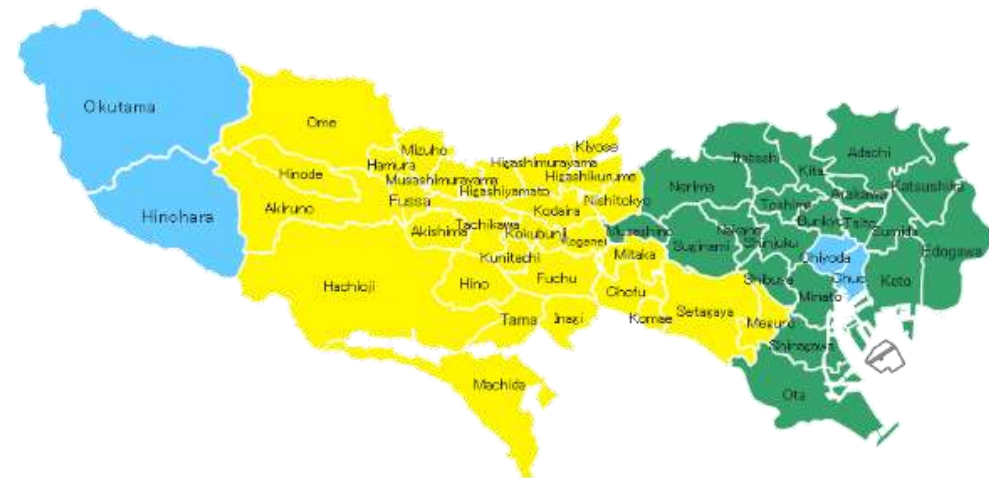 Okutama
Hinohara
Ome
Mizuho
Hamura
Hinode
Musashimurayama
Fussa
Akiruno
Higashimurayama
Kiyose
Higashikurume
Higashiyamato
Nishitokyo
Kodaira
Akishima
Tachikawa
Kokubunji
Koganei
Musashino
Kunitachi
Mitaka
Hachioji
Hino
Fuchu
Chofu
Tama
Inagi
Komae
Setagaya
Machida
Itabashi
Kita
Adachi
Nerima
Toshima
Arakawa
Katsushika
Bunkyo
Taito
Sumida
Nakano
Suginami
Shinjuku
Chiyoda
Edogawa
Shibuya
Chuo
Koto
Minato
Meguro
Shinagawa
Ota